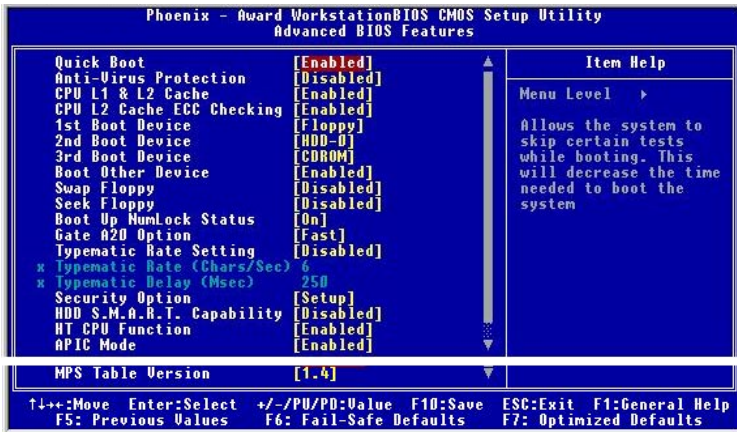 Phoenix - Award WorkstationBIOS CMOS Setup Utility
Advanced BIOS Features
Quick Boot [Enabled]
Anti-Virus Protection [Disabled]
CPU L1 & L2 Cache [Enabled]
CPU L2 Cache ECC Checking [Enabled]
1st Boot Device [Floppy]
2nd Boot Device [HDD-0]
3rd Boot Device [CDROM]
Boot Other Device [Enabled]
Swap Floppy [Disabled]
Seek Floppy [Disabled]
Boot Up NumLock Status [On]
Gate A20 Option [Fast]
Typematic Rate Setting [Disabled]
x Typematic Rate (Chars/Sec) 6
x Typematic Delay (Msec) 250
Security Option [Setup]
HDD S.M.A.R.T. Capability [Disabled]
HT CPU Function [Enabled]
APIC Mode [Enabled]
MPS Table Version [1.4]
Item Help
Menu Level ▸
Allows the system to
skip certain tests
while booting. This
will decrease the time
needed to boot the
system
↑↓→←:Move Enter:Select +/-/PU/PD:Value F10:Save ESC:Exit F1:General Help
F5: Previous Values F6: Fail-Safe Defaults F7: Optimized Defaults